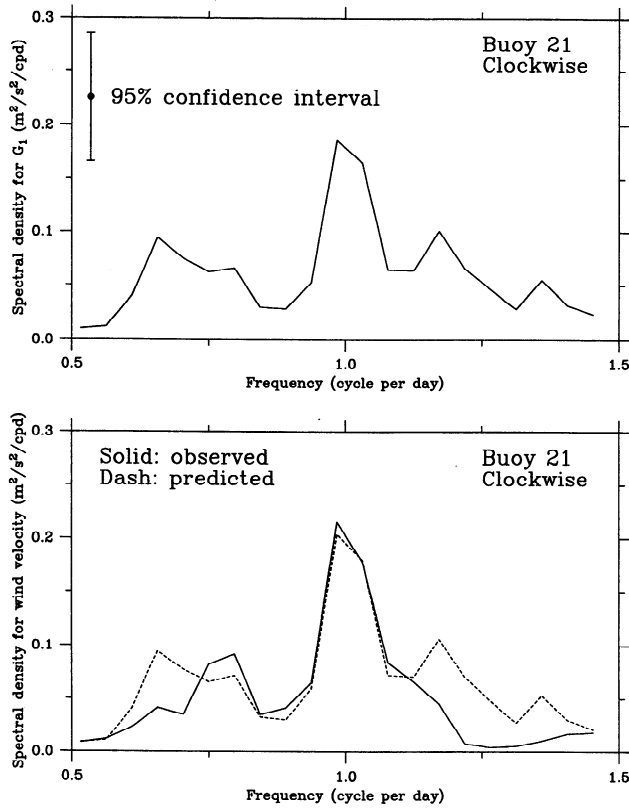 0.3
Buoy 21
Clockwise
95% confidence interval
0.2
0.1
0.0
Spectral density for G₁ (m²/s²/cpd)
0.5
1.0
1.5
Frequency (cycle per day)
0.3
Solid: observed
Dash: predicted
Buoy 21
Clockwise
0.2
0.1
0.0
Spectral density for wind velocity (m²/s²/cpd)
0.5
1.0
1.5
Frequency (cycle per day)